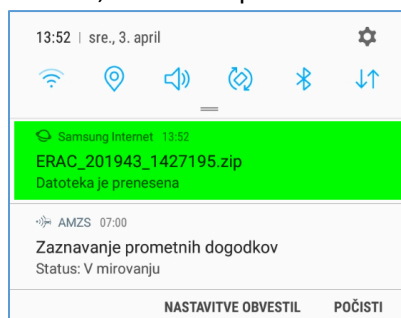 13:52 | sre., 3. april
Samsung Internet 13:52
ERAC_201943_1427195.zip
Datoteka je prenesena
AMZS 07:00
Zaznavanje prometnih dogodkov
Status: V mirovanju
NASTAVITVE OBVESTIL POČISTI